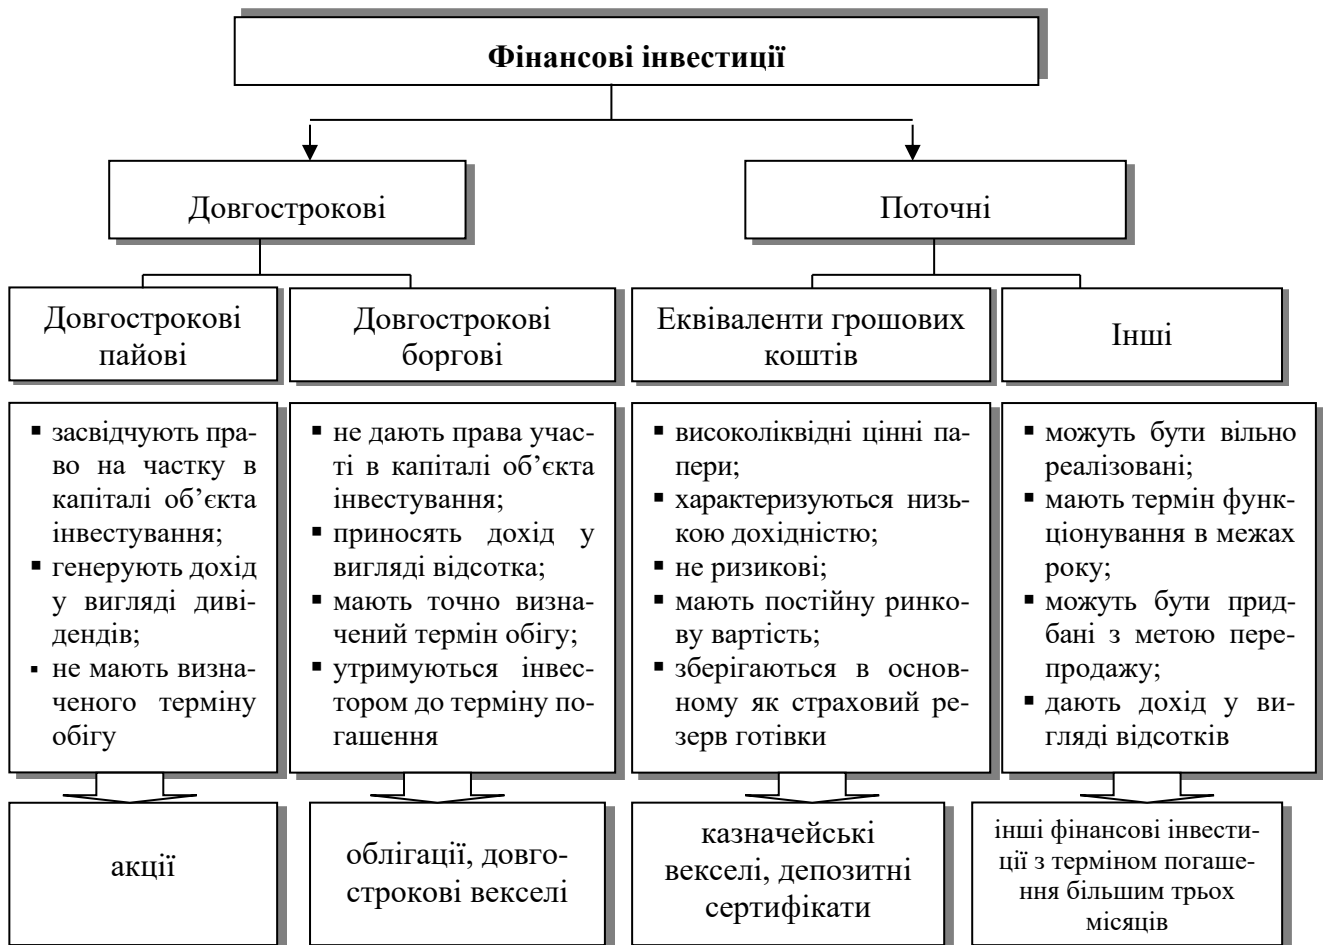 Фінансові інвестиції
Довгострокові
Поточні
Довгострокові
пайові
Довгострокові
боргові
Еквіваленти грошових
коштів
Інші
▪ засвідчують пра-
во на частку в
капіталі об’єкта
інвестування;
▪ генерують дохід
у вигляді диві-
дендів;
▪ не мають визна-
ченого терміну
обігу
▪ не дають права учас-
ті в капіталі об’єкта
інвестування;
▪ приносять дохід у
вигляді відсотка;
▪ мають точно визна-
чений термін обігу;
▪ утримуються інвес-
тором до терміну по-
гашення
▪ високоліквідні цінні па-
пери;
▪ характеризуються низь-
кою дохідністю;
▪ не ризикові;
▪ мають постійну ринко-
ву вартість;
▪ зберігаються в основ-
ному як страховий ре-
зерв готівки
▪ можуть бути вільно
реалізовані;
▪ мають термін функ-
ціонування в межах
року;
▪ можуть бути прид-
бані з метою пере-
продажу;
▪ дають дохід у ви-
гляді відсотків
акції
облігації, довго-
строкові векселі
казначейські
векселі, депозитні
сертифікати
інші фінансові інвести-
ції з терміном погаше-
ння більшим трьох
місяців